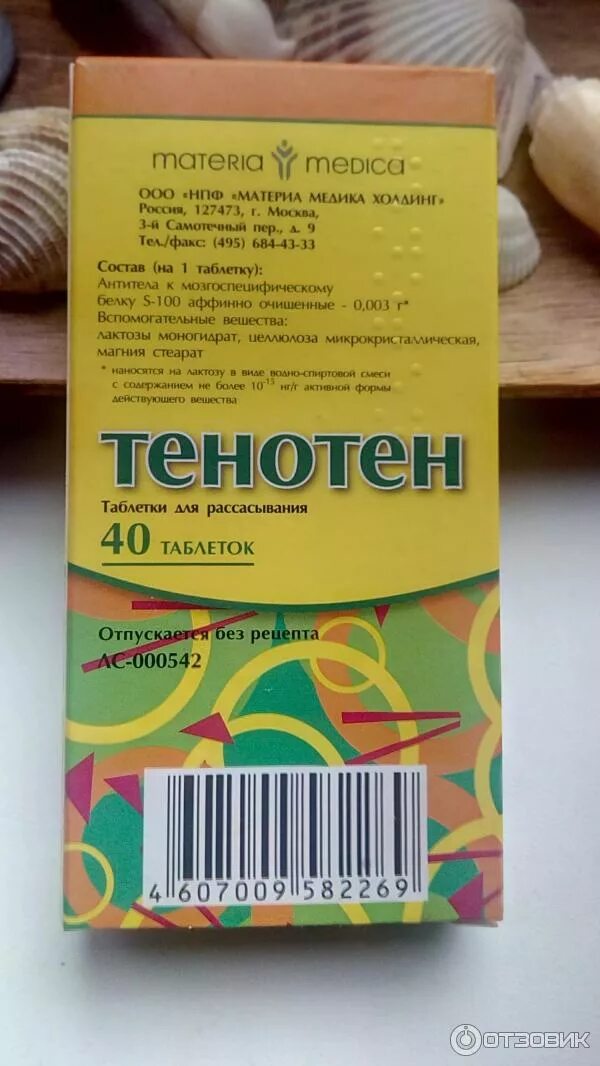 materia medica
ООО «НПФ «МАТЕРИА МЕДИКА ХОЛДИНГ»
Россия, 127473, г. Москва,
3-й Самотечный пер., д. 9
Тел./факс: (495) 684-43-33
Состав (на 1 таблетку):
Антитела к мозгоспецифическому
белку S-100 аффинно очищенные - 0,003 г*
Вспомогательные вещества:
лактозы моногидрат, целлюлоза микрокристаллическая,
магния стеарат
* наносятся на лактозу в виде водно-спиртовой смеси
с содержанием не более 10⁻¹⁵ нг/г активной формы
действующего вещества
ТЕНОТЕН
Таблетки для рассасывания
40 ТАБЛЕТОК
Отпускается без рецепта
ЛС-000542
4 607009 582269
ОТЗОВИК